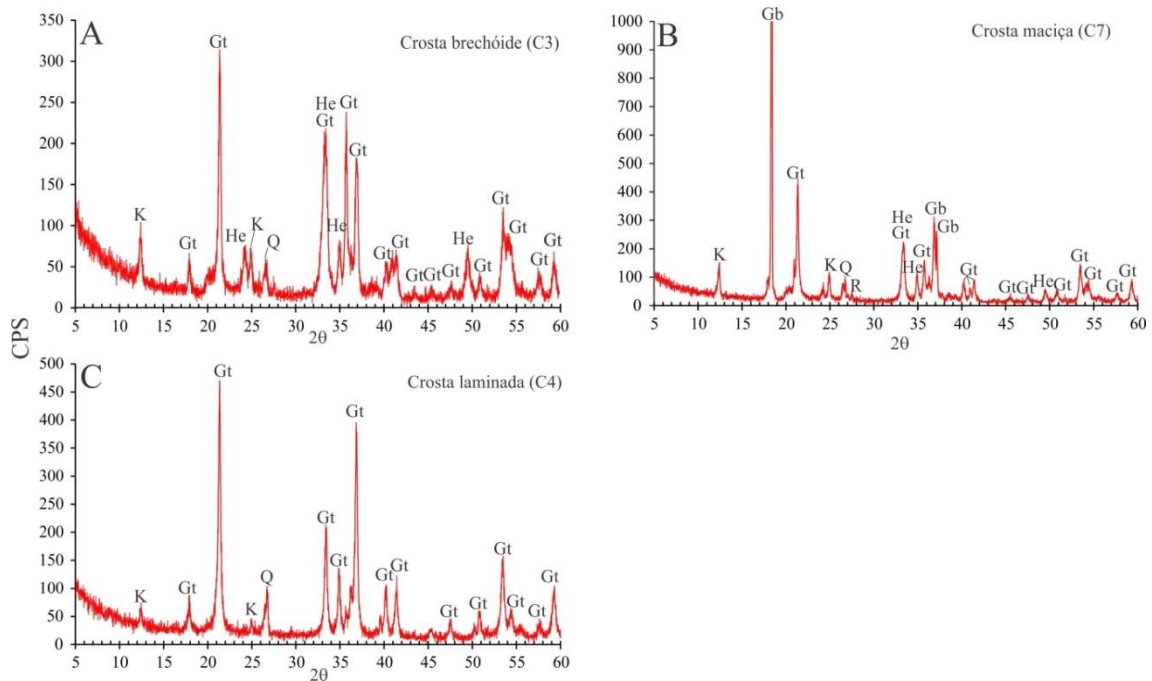 A
Crosta brechóide (C3)
350
300
250
200
150
100
50
0
K
Gt
Gt
He
K
Q
He
Gt
He
Gt
Gt
Gt
Gt
Gt
Gt
Gt
He
Gt
Gt
Gt
Gt
Gt
5 10 15 20 25 30 35 40 45 50 55 60
2θ
B
Crosta maciça (C7)
1000
900
800
700
600
500
400
300
200
100
0
K
Gb
Gt
K
Q
R
He
Gt
He
Gt
Gb
Gb
Gt
Gt
Gt
He
Gt
Gt
Gt
Gt
Gt
5 10 15 20 25 30 35 40 45 50 55 60
2θ
CPS
C
Crosta laminada (C4)
500
450
400
350
300
250
200
150
100
50
0
K
Gt
Gt
K
Q
Gt
Gt
Gt
Gt
Gt
Gt
Gt
Gt
Gt
Gt
Gt
5 10 15 20 25 30 35 40 45 50 55 60
2θ